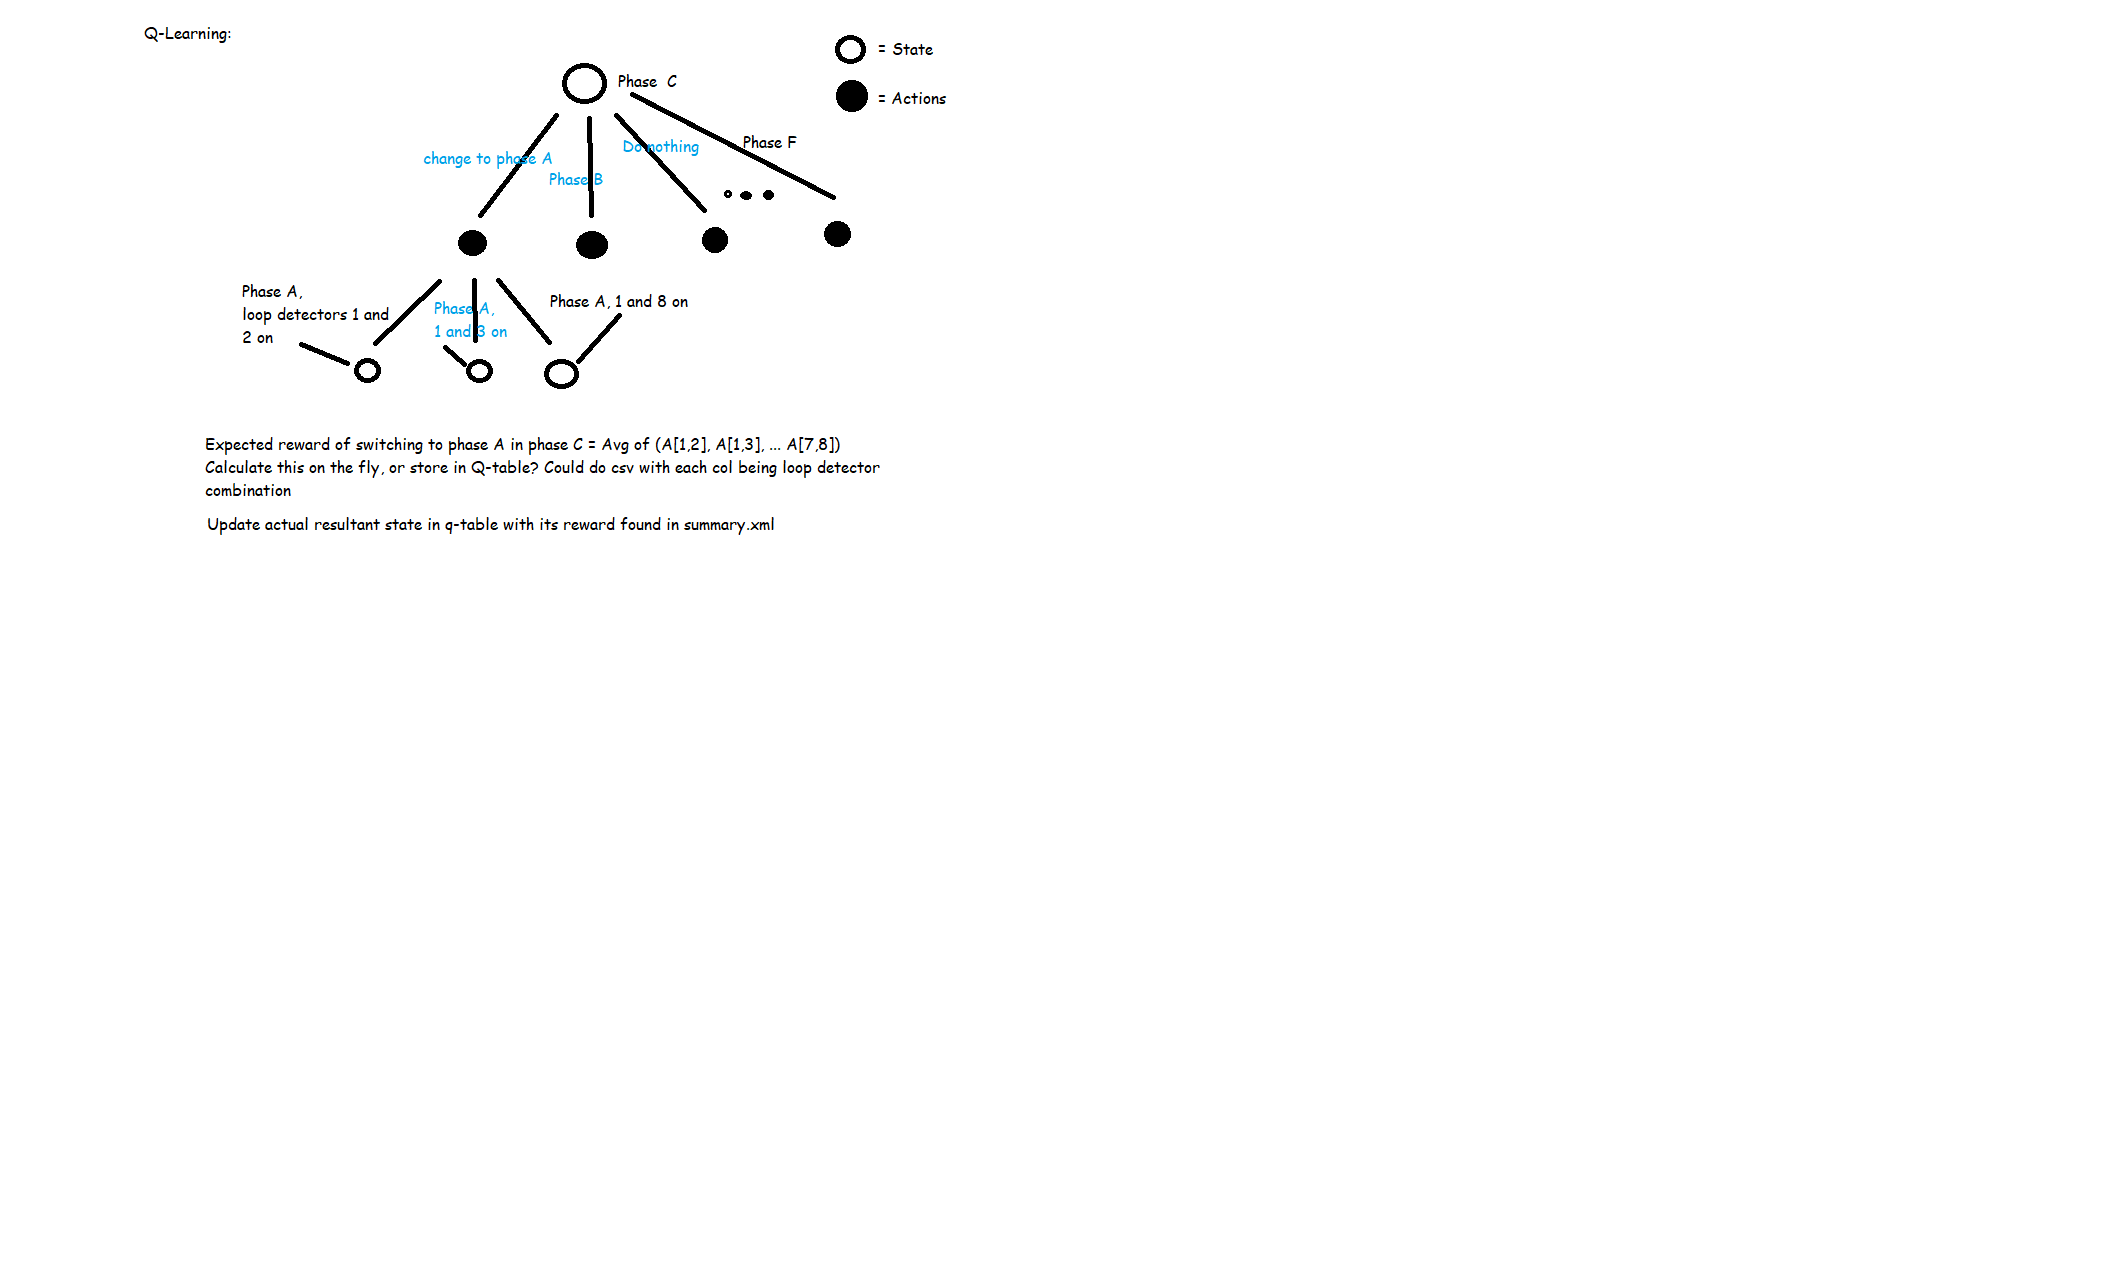 Q-Learning:
= State
Phase C
= Actions
Phase F
Do nothing
change to phase A
Phase B
Phase A,
loop detectors 1 and
2 on
Phase A,
1 and 3 on
Phase A, 1 and 8 on
Expected reward of switching to phase A in phase C = Avg of (A[1,2], A[1,3], ... A[7,8])
Calculate this on the fly, or store in Q-table? Could do csv with each col being loop detector
combination
Update actual resultant state in q-table with its reward found in summary.xml